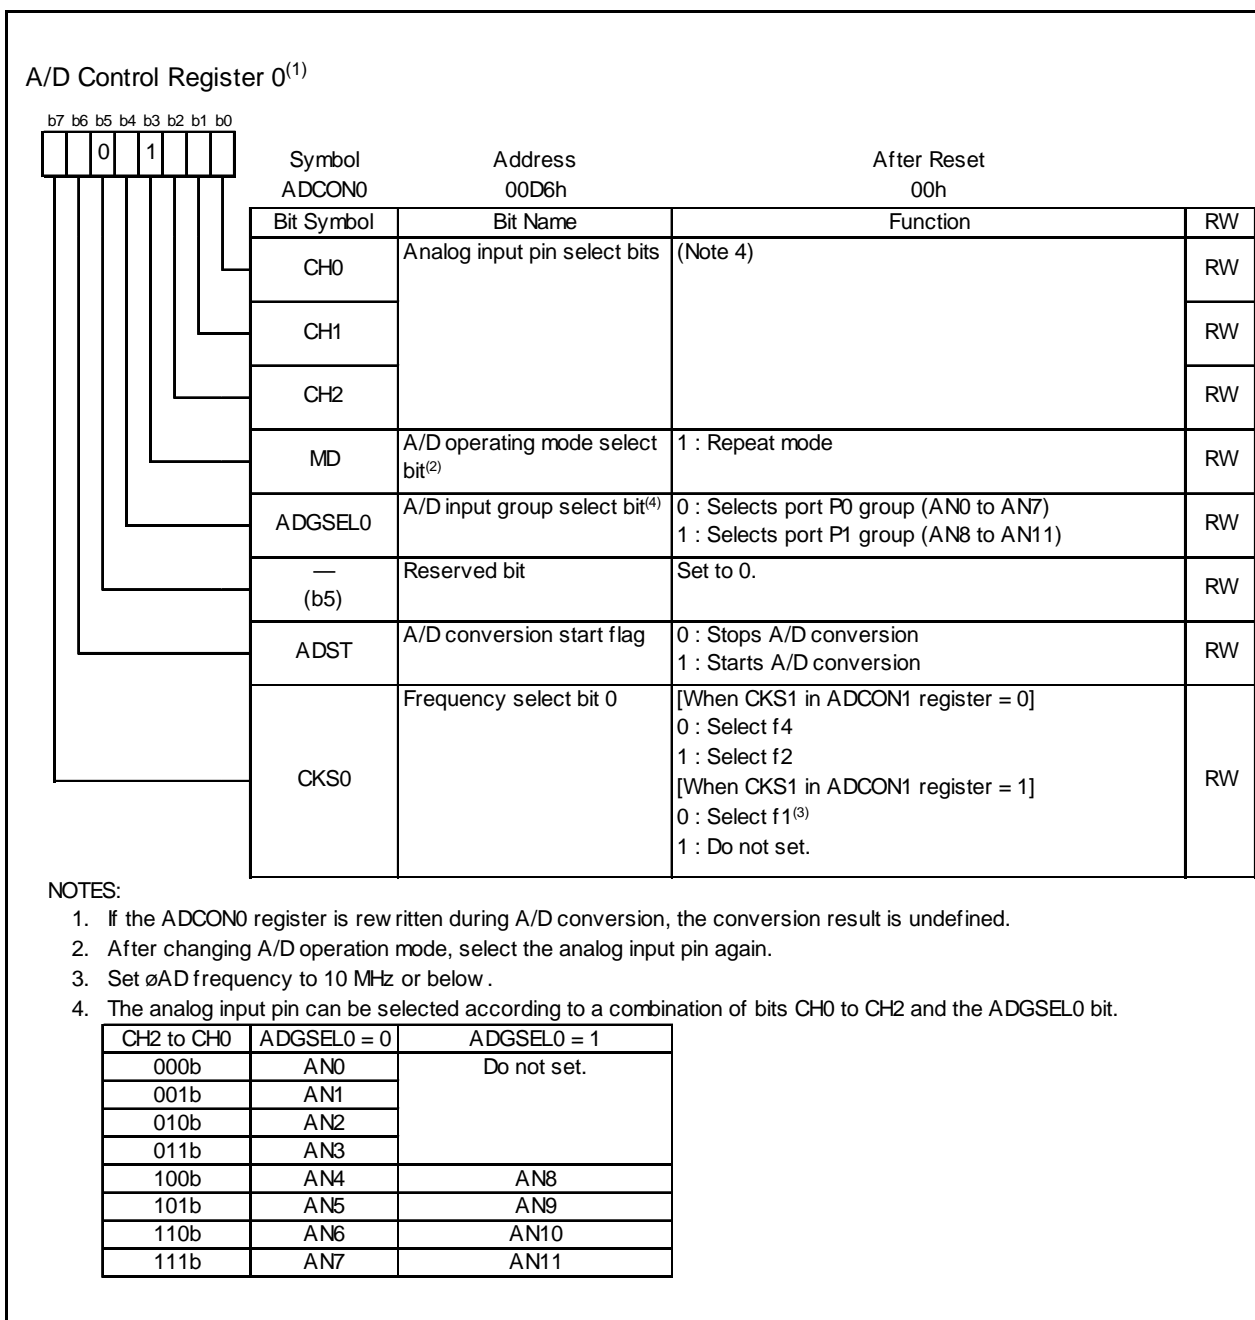 A/D Control Register 0(1)
b7 b6 b5 b4 b3 b2 b1 b0
0 1
Symbol Address After Reset
ADCON0 00D6h 00h
Bit Symbol Bit Name Function RW
CH0 Analog input pin select bits (Note 4) RW
CH1 RW
CH2 RW
MD A/D operating mode select bit(2) 1 : Repeat mode RW
ADGSEL0 A/D input group select bit(4) 0 : Selects port P0 group (AN0 to AN7)
1 : Selects port P1 group (AN8 to AN11) RW
— (b5) Reserved bit Set to 0. RW
ADST A/D conversion start flag 0 : Stops A/D conversion
1 : Starts A/D conversion RW
CKS0 Frequency select bit 0 [When CKS1 in ADCON1 register = 0]
0 : Select f4
1 : Select f2
[When CKS1 in ADCON1 register = 1]
0 : Select f1(3)
1 : Do not set. RW
NOTES:
1. If the ADCON0 register is rewritten during A/D conversion, the conversion result is undefined.
2. After changing A/D operation mode, select the analog input pin again.
3. Set øAD frequency to 10 MHz or below.
4. The analog input pin can be selected according to a combination of bits CH0 to CH2 and the ADGSEL0 bit.
CH2 to CH0 ADGSEL0 = 0 ADGSEL0 = 1
000b AN0 Do not set.
001b AN1
010b AN2
011b AN3
100b AN4 AN8
101b AN5 AN9
110b AN6 AN10
111b AN7 AN11